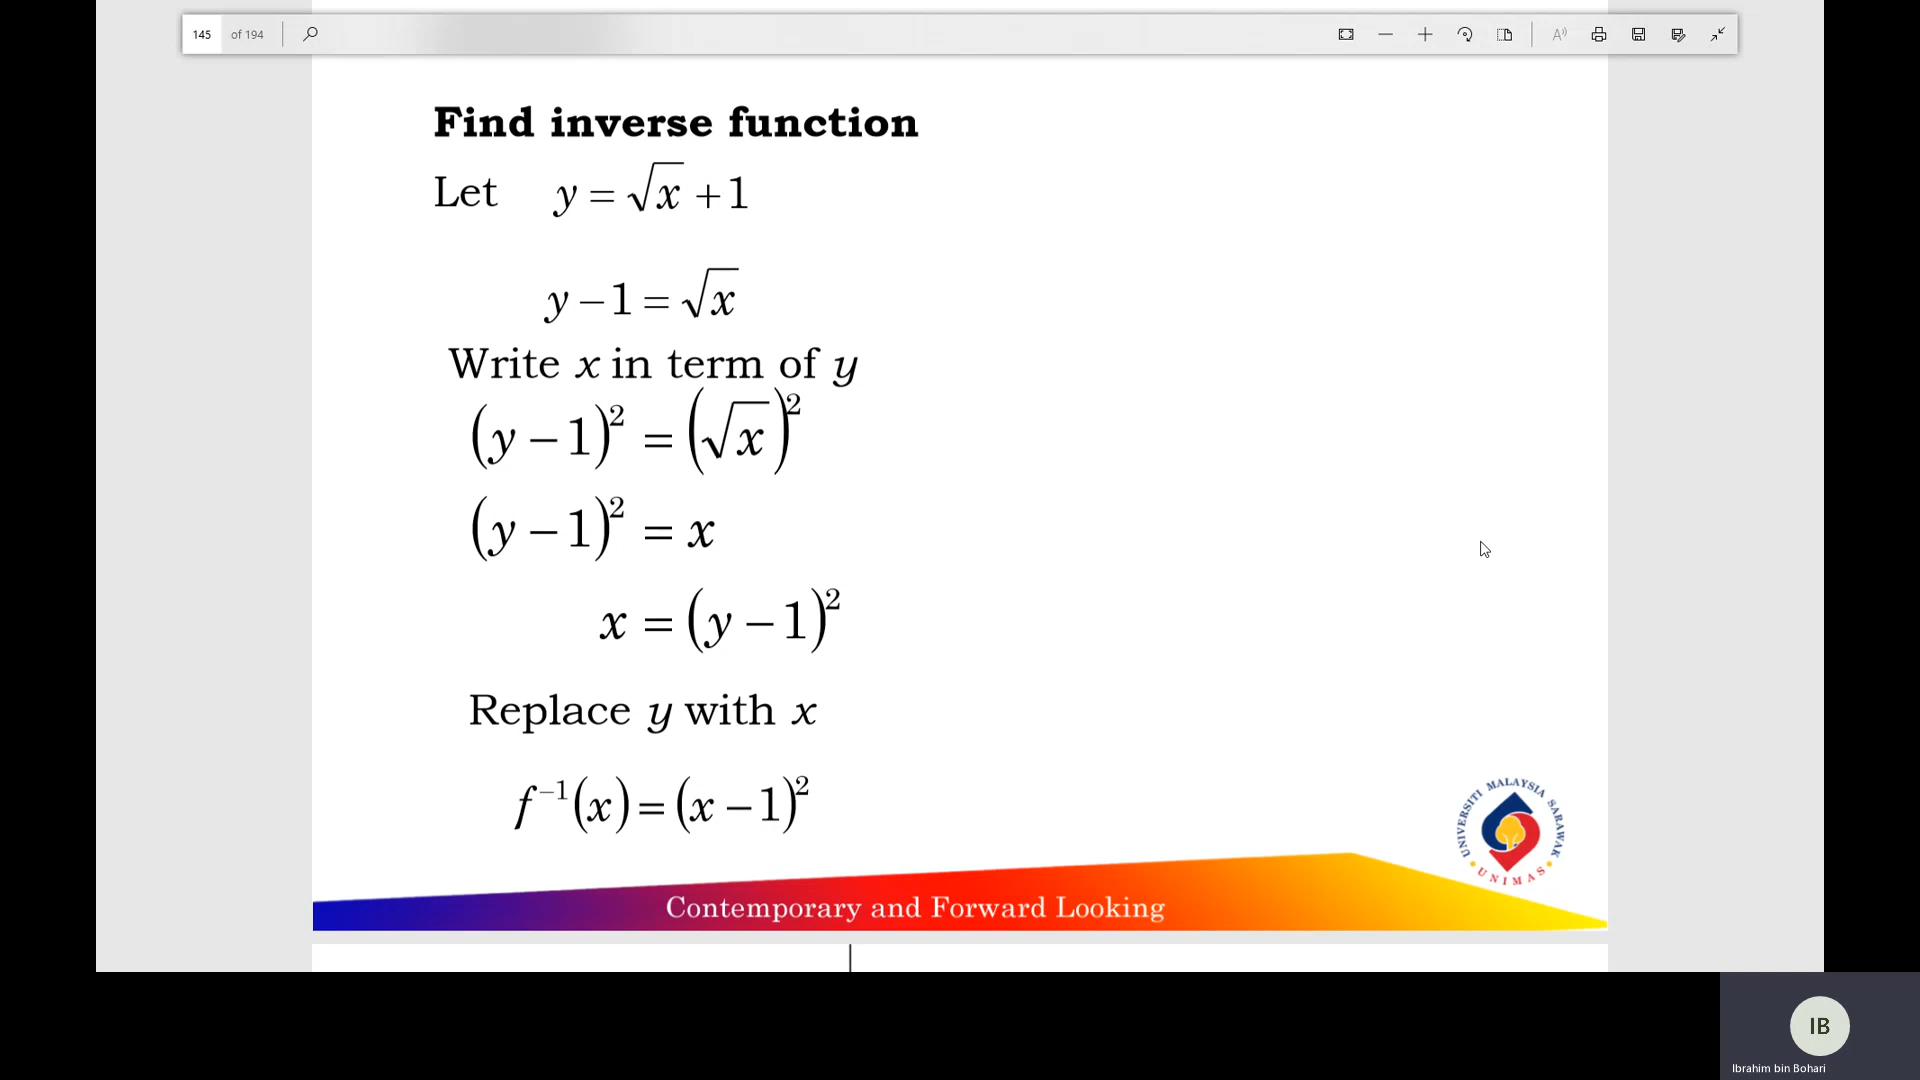 145 of 194
Find inverse function
Let y = √x + 1
y − 1 = √x
Write x in term of y
(y − 1)² = (√x)²
(y − 1)² = x
x = (y − 1)²
Replace y with x
f⁻¹(x) = (x − 1)²
UNIVERSITI MALAYSIA SARAWAK
UNIMAS
Contemporary and Forward Looking
IB
Ibrahim bin Bohari